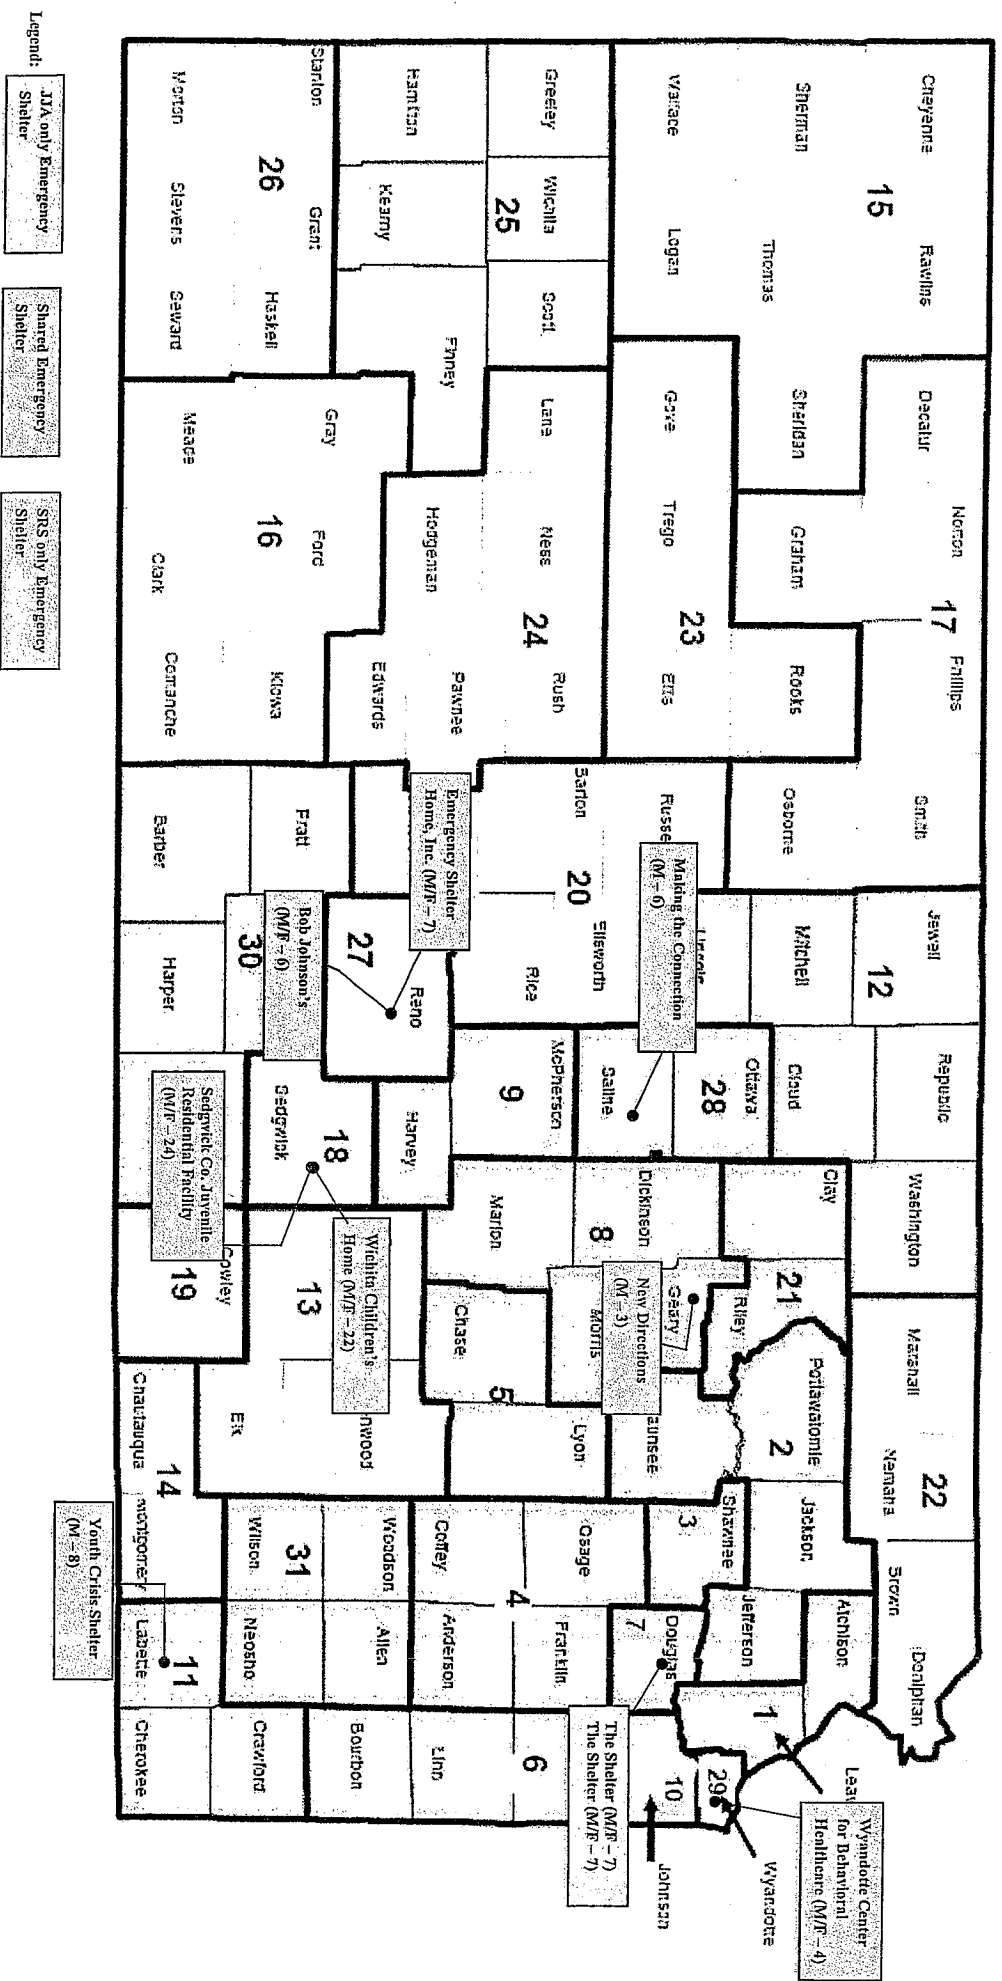 Cheyenne
Rawlins
Decatur
Norton
Phillips
Smith
Jewell
Republic
Washington
Marshall
Nemaha
Brown
Doniphan
15
17
12
22
Sherman
Thomas
Sheridan
Graham
Rooks
Osborne
Mitchell
Cloud
Clay
Riley
21
Pottawatomie
2
Jackson
Atchison
Jefferson
1
Leav
Wyandotte Center
for Behavioral
Healthcare (M/F – 4)
29
Wyandotte
Wallace
Logan
Gove
Trego
23
Ellis
Russe
Making the Connection
(M – 6)
Ottawa
28
Saline
Dickinson
8
Geary
New Directions
(M – 3)
Morris
aunsee
Shawnee
3
Douglas
7
10
Johnson
The Shelter (M/F – 7)
The Shelter (M/F – 7)
Greeley
Wichita
Scott
25
Lane
Ness
24
Rush
Barton
20
Ellsworth
Rice
McPherson
9
Marion
Chase
5
Lyon
Osage
4
Franklin
Coffey
Anderson
6
Linn
Hamilton
Kearny
Finney
Hodgeman
Pawnee
Edwards
Emergency Shelter
Home, Inc. (M/F – 7)
Reno
27
Harvey
Stanton
Grant
Haskell
26
Morton
Stevens
Seward
Gray
Ford
16
Meade
Clark
Kiowa
Comanche
Pratt
Barber
Bob Johnson's
(M/F – 6)
30
Harper
Sedgwick
18
Sedgwick Co. Juvenile
Residential Facility
(M/F – 24)
Wichita Children's
Home (M/F – 22)
13
nwood
Cowley
19
Elk
Chautauqua
14
Montgomery
Woodson
Wilson
31
Allen
Neosho
Bourbon
Crawford
Labette
11
Cherokee
Youth Crisis Shelter
(M – 8)
Legend:
JJA only Emergency
Shelter
Shared Emergency
Shelter
SRS only Emergency
Shelter